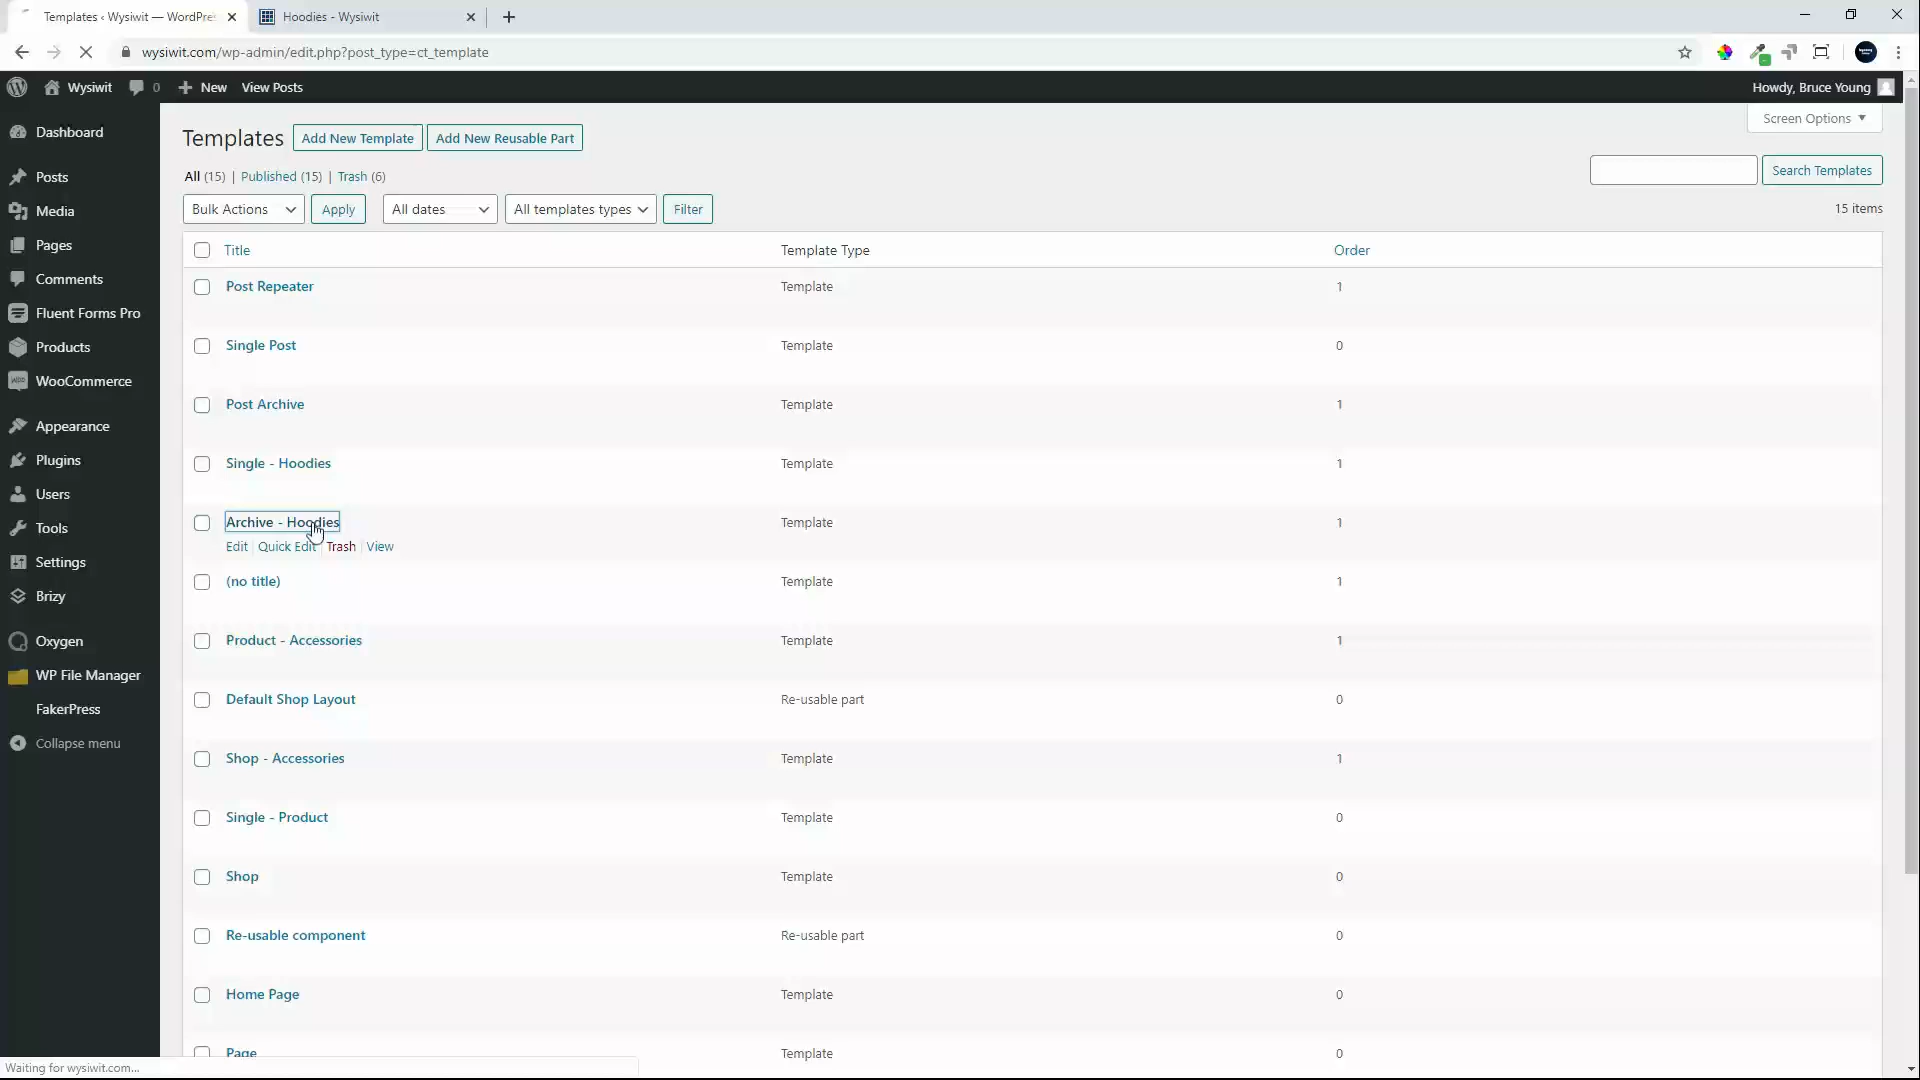 Templates ‹ Wysiwit — WordPres
Hoodies - Wysiwit
wysiwit.com/wp-admin/edit.php?post_type=ct_template
Wysiwit
0
New
View Posts
Howdy, Bruce Young
Dashboard
Posts
Media
Pages
Comments
Fluent Forms Pro
Products
WooCommerce
Appearance
Plugins
Users
Tools
Settings
Brizy
Oxygen
WP File Manager
FakerPress
Collapse menu
Screen Options
Templates
Add New Template
Add New Reusable Part
All (15) | Published (15) | Trash (6)
Search Templates
Bulk Actions
Apply
All dates
All templates types
Filter
15 items
Title Template Type Order
Post Repeater Template 1
Single Post Template 0
Post Archive Template 1
Single - Hoodies Template 1
Archive - Hoodies Template 1
Edit | Quick Edit | Trash | View
(no title) Template 1
Product - Accessories Template 1
Default Shop Layout Re-usable part 0
Shop - Accessories Template 1
Single - Product Template 0
Shop Template 0
Re-usable component Re-usable part 0
Home Page Template 0
Page Template 0
Waiting for wysiwit.com...